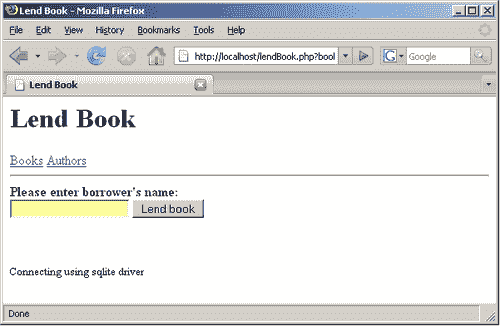 Lend Book - Mozilla Firefox
File Edit View History Bookmarks Tools Help
http://localhost/lendBook.php?bool
G Google
Lend Book
Lend Book
Books Authors
Please enter borrower's name:
Lend book
Connecting using sqlite driver
Done